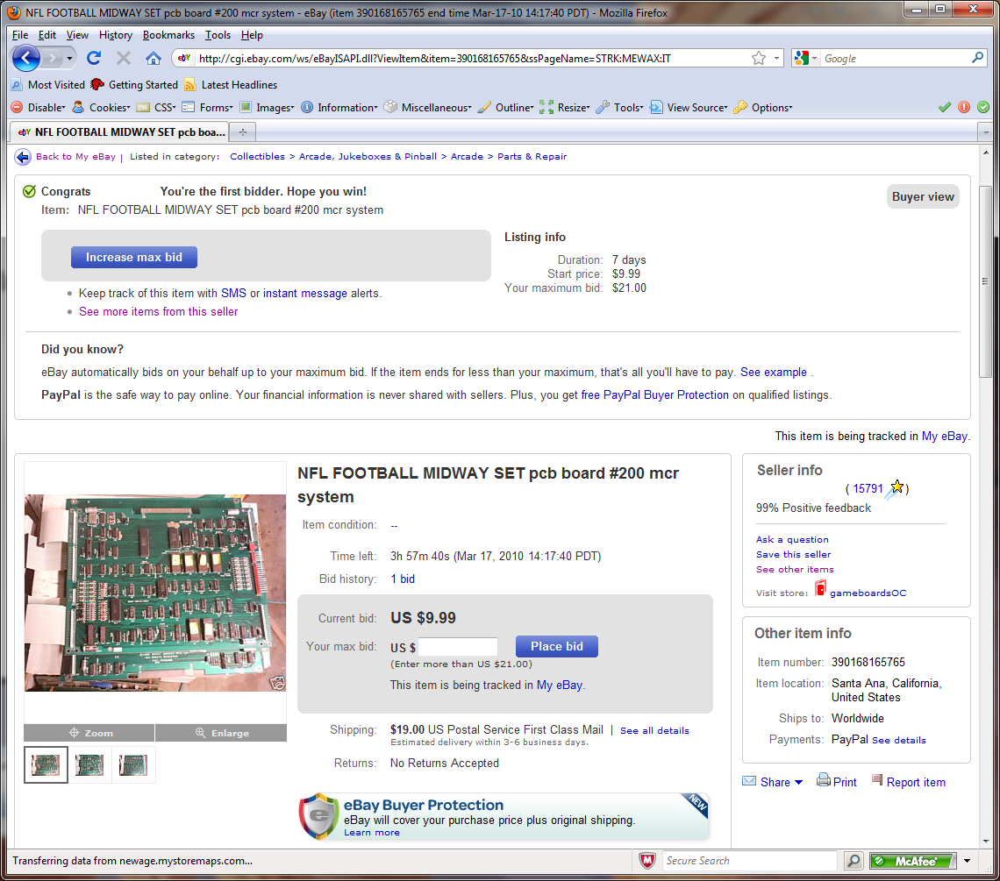 NFL FOOTBALL MIDWAY SET pcb board #200 mcr system - eBay (item 390168165765 end time Mar-17-10 14:17:40 PDT) - Mozilla Firefox
File Edit View History Bookmarks Tools Help
http://cgi.ebay.com/ws/eBayISAPI.dll?ViewItem&item=390168165765&ssPageName=STRK:MEWAX:IT
Google
Most Visited Getting Started Latest Headlines
Disable Cookies CSS Forms Images Information Miscellaneous Outline Resize Tools View Source Options
NFL FOOTBALL MIDWAY SET pcb boa...
Back to My eBay | Listed in category: Collectibles > Arcade, Jukeboxes & Pinball > Arcade > Parts & Repair
Congrats You're the first bidder. Hope you win!
Buyer view
Item: NFL FOOTBALL MIDWAY SET pcb board #200 mcr system
Increase max bid
Keep track of this item with SMS or instant message alerts.
See more items from this seller
Listing info
Duration: 7 days
Start price: $9.99
Your maximum bid: $21.00
Did you know?
eBay automatically bids on your behalf up to your maximum bid. If the item ends for less than your maximum, that's all you'll have to pay. See example .
PayPal is the safe way to pay online. Your financial information is never shared with sellers. Plus, you get free PayPal Buyer Protection on qualified listings.
This item is being tracked in My eBay.
Zoom Enlarge
NFL FOOTBALL MIDWAY SET pcb board #200 mcr
system
Item condition: --
Time left: 3h 57m 40s (Mar 17, 2010 14:17:40 PDT)
Bid history: 1 bid
Current bid: US $9.99
Your max bid: US $ Place bid
(Enter more than US $21.00)
This item is being tracked in My eBay.
Shipping: $19.00 US Postal Service First Class Mail | See all details
Estimated delivery within 3-6 business days.
Returns: No Returns Accepted
eBay Buyer Protection
NEW
eBay will cover your purchase price plus original shipping.
Learn more
Seller info
( 15791 )
99% Positive feedback
Ask a question
Save this seller
See other items
Visit store: gameboardsOC
Other item info
Item number: 390168165765
Item location: Santa Ana, California,
United States
Ships to: Worldwide
Payments: PayPal See details
Share Print Report item
Transferring data from newage.mystoremaps.com...
Secure Search
McAfee